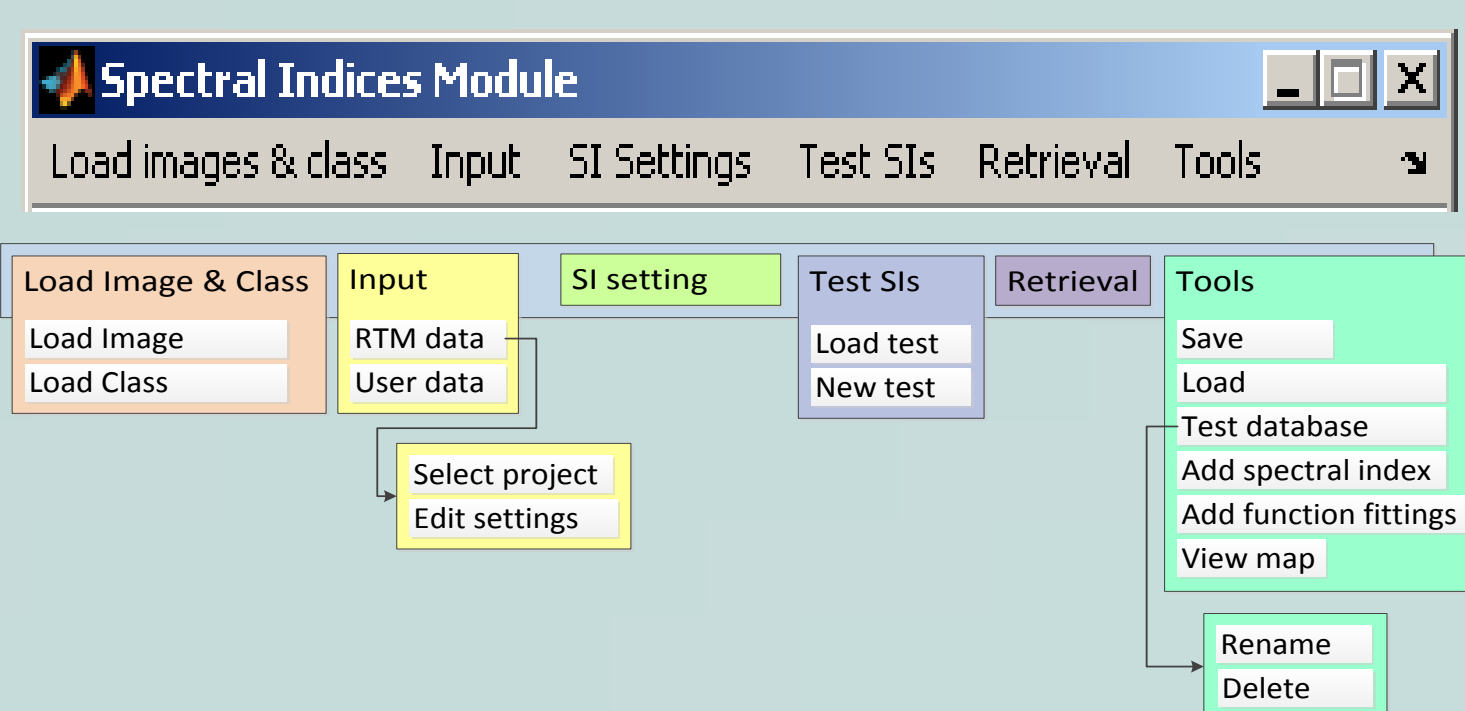 Spectral Indices Module
Load images & class Input SI Settings Test SIs Retrieval Tools
Load Image & Class
Load Image
Load Class
Input
RTM data
User data
Select project
Edit settings
SI setting
Test SIs
Load test
New test
Retrieval
Tools
Save
Load
Test database
Add spectral index
Add function fittings
View map
Rename
Delete